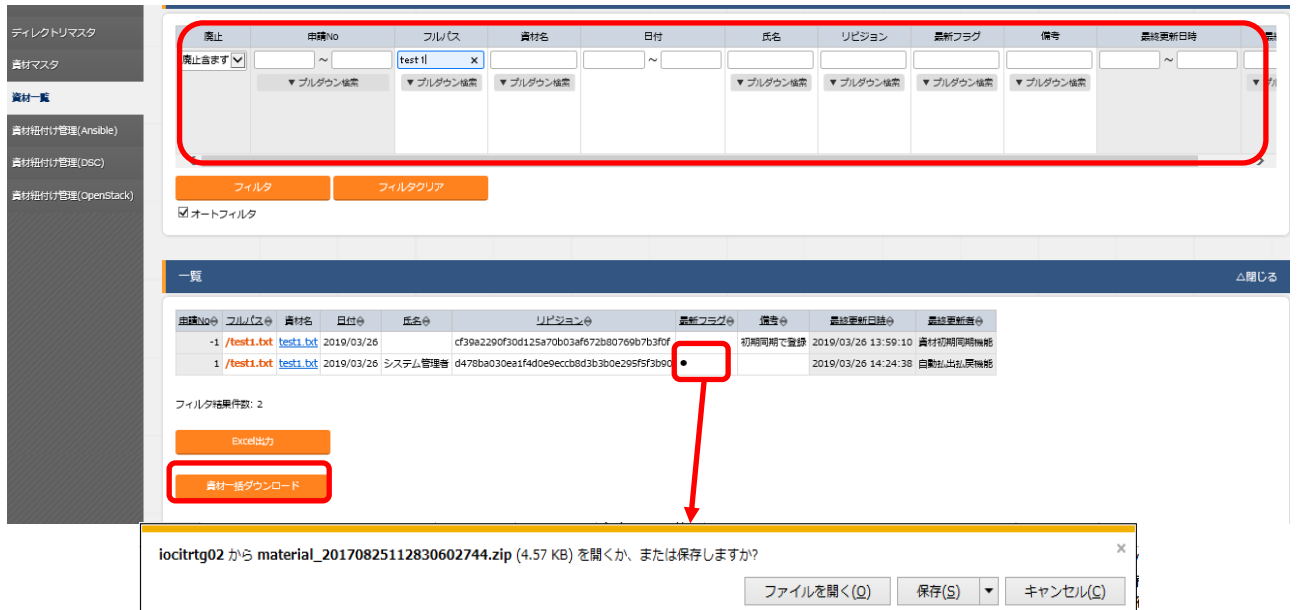 ディレクトリマスタ
資材マスタ
資材一覧
資材紐付け管理(Ansible)
資材紐付け管理(DSC)
資材紐付け管理(OpenStack)
廃止 申請No フルパス 資材名 日付 氏名 リビジョン 最新フラグ 備考 最終更新日時
廃止含まず ~ test1 × ~ ~
▼プルダウン検索 ▼プルダウン検索 ▼プルダウン検索 ▼プルダウン検索 ▼プルダウン検索 ▼プルダウン検索 ▼プルダウン検索
フィルタ フィルタクリア
オートフィルタ
一覧 △閉じる
申請No フルパス 資材名 日付 氏名 リビジョン 最新フラグ 備考 最終更新日時 最終更新者
-1 /test1.txt test1.txt 2019/03/26 cf39a2290f30d125a70b03af672b80769b7b3f0f 初期同期で登録 2019/03/26 13:59:10 資材初期同期機能
1 /test1.txt test1.txt 2019/03/26 システム管理者 d478ba030ea1f4d0e9eccb8d3b3b0e295f5f3b90 ● 2019/03/26 14:24:38 自動払出払戻機能
フィルタ結果件数: 2
Excel出力
資材一括ダウンロード
iocitrtg02 から material_20170825112830602744.zip (4.57 KB) を開くか、または保存しますか?
×
ファイルを開く(O) 保存(S) ▼ キャンセル(C)